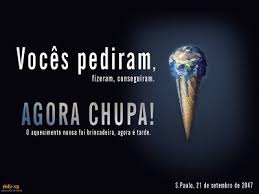 Vocês pediram,
fizeram, conseguiram.
AGORA CHUPA!
O aquecimento nunca foi brincadeira, agora é tarde.
S.Paulo, 21 de setembro de 2047